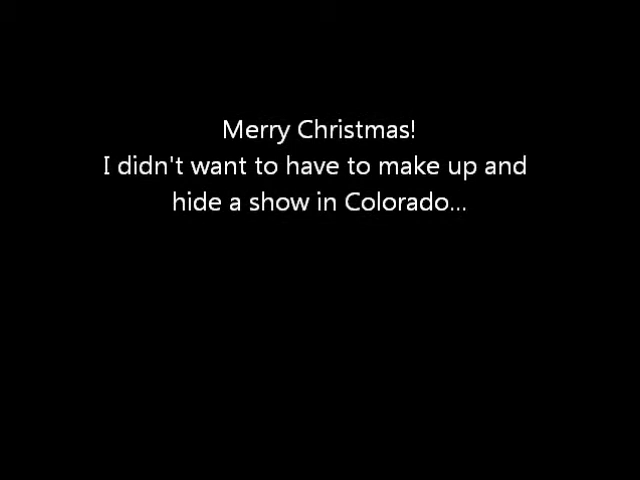 Merry Christmas!
I didn't want to have to make up and
hide a show in Colorado...